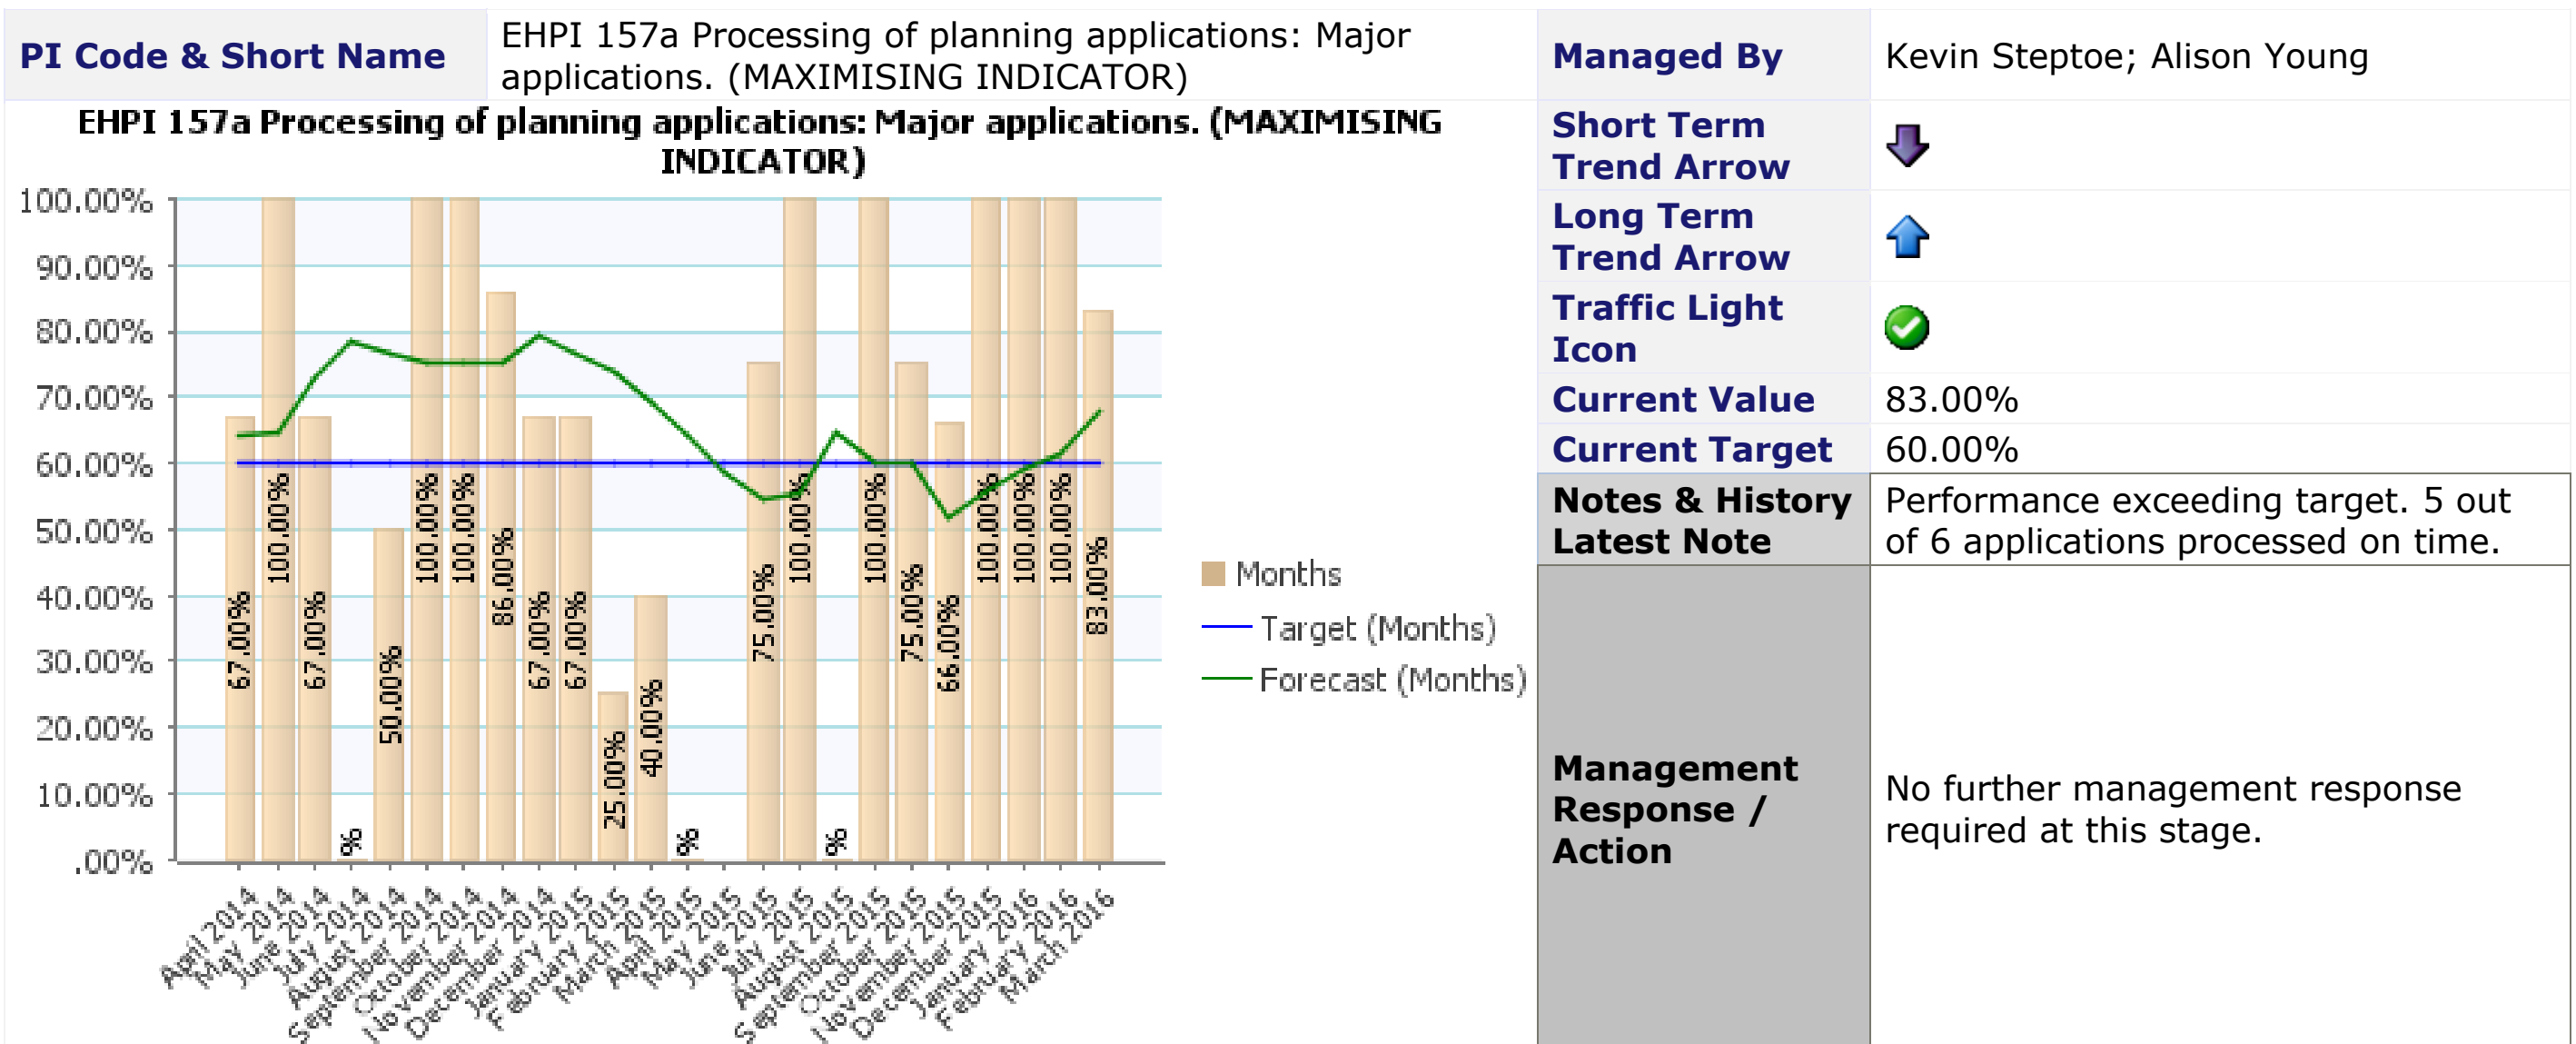 PI Code & Short Name
EHPI 157a Processing of planning applications: Major
applications. (MAXIMISING INDICATOR)
Managed By
Kevin Steptoe; Alison Young
EHPI 157a Processing of planning applications: Major applications. (MAXIMISING
INDICATOR)
100.00%
90.00%
80.00%
70.00%
60.00%
50.00%
40.00%
30.00%
20.00%
10.00%
.00%
67.00%
100.00%
67.00%
%
50.00%
100.00%
100.00%
86.00%
67.00%
67.00%
25.00%
40.00%
%
75.00%
100.00%
%
100.00%
75.00%
66.00%
100.00%
100.00%
100.00%
83.00%
April 2014
May 2014
June 2014
July 2014
August 2014
September 2014
October 2014
November 2014
December 2014
January 2015
February 2015
March 2015
April 2015
May 2015
June 2015
July 2015
August 2015
September 2015
October 2015
November 2015
December 2015
January 2016
February 2016
March 2016
Months
Target (Months)
Forecast (Months)
Short Term
Trend Arrow
Long Term
Trend Arrow
Traffic Light
Icon
Current Value
83.00%
Current Target
60.00%
Notes & History
Latest Note
Performance exceeding target. 5 out
of 6 applications processed on time.
Management
Response /
Action
No further management response
required at this stage.